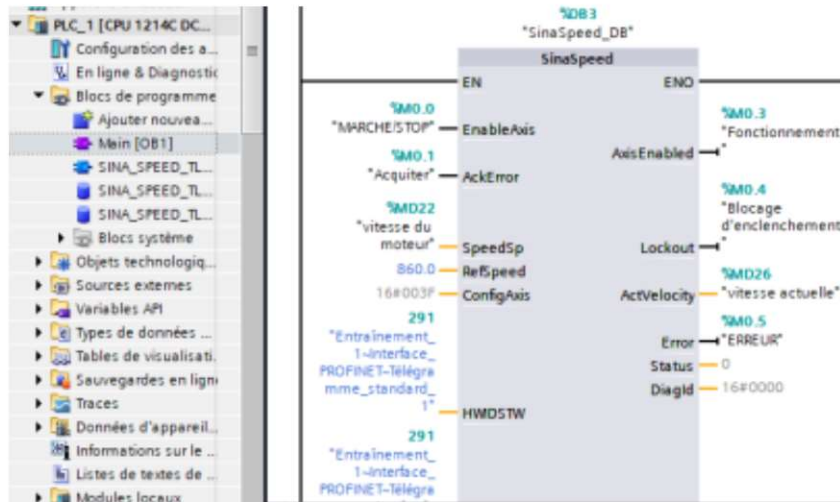 PLC_1 [CPU 1214C DC...
Configuration des a...
En ligne & Diagnostic
Blocs de programme
Ajouter nouvea...
Main [OB1]
SINA_SPEED_TL...
SINA_SPEED_TL...
SINA_SPEED_TL...
Blocs système
Objets technologiq...
Sources externes
Variables API
Types de données ...
Tables de visualisati...
Sauvegardes en ligne
Traces
Données d'appareil...
Informations sur le ...
Listes de textes de ...
Modules locaux
%DB3
"SinaSpeed_DB"
SinaSpeed
EN
ENO
%M0.0
"MARCHE/STOP"
EnableAxis
%M0.3
"Fonctionnement
"
AxisEnabled
%M0.1
"Acquiter"
AckError
%M0.4
"Blocage
d'enclenchement
"
Lockout
%MD22
"vitesse du
moteur"
SpeedSp
860.0
RefSpeed
16#003F
ConfigAxis
%MD26
ActVelocity
"vitesse actuelle"
%M0.5
Error
"ERREUR"
Status
0
DiagId
16#0000
291
"Entraînement_
1~Interface_
PROFINET~Télégra
mme_standard_
1"
HWIDSTW
291
"Entraînement_
1~Interface_
PROFINET~Télégra